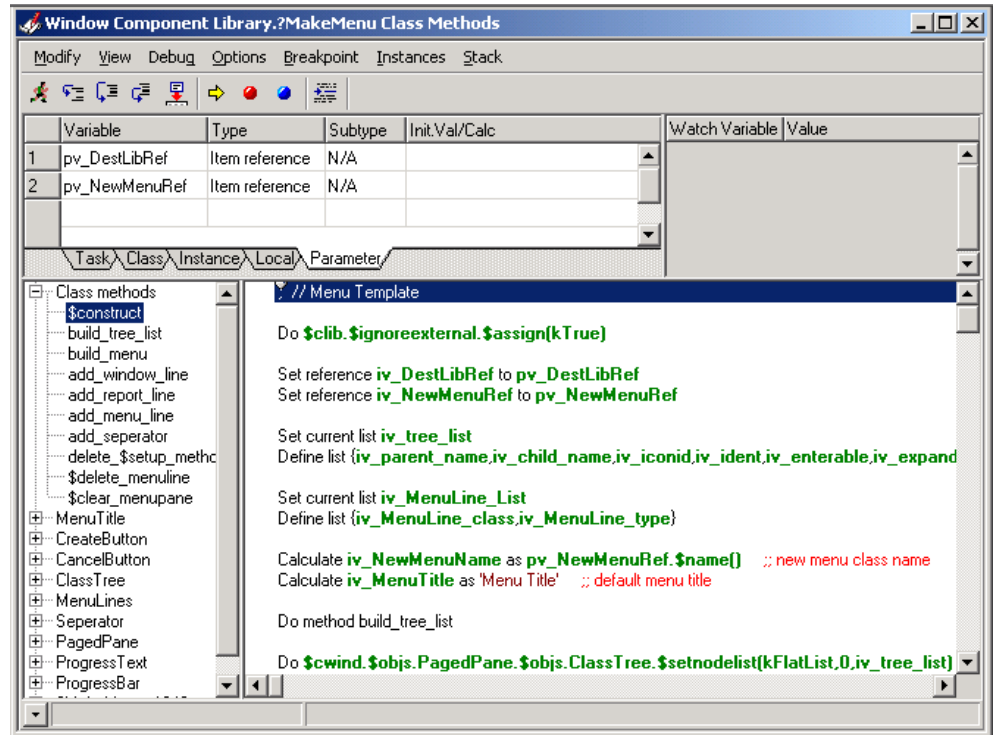 Window Component Library.?MakeMenu Class Methods
Modify View Debug Options Breakpoint Instances Stack
Variable Type Subtype Init.Val/Calc Watch Variable Value
1 pv_DestLibRef Item reference N/A
2 pv_NewMenuRef Item reference N/A
Task Class Instance Local Parameter
Class methods
$construct
build_tree_list
build_menu
add_window_line
add_report_line
add_menu_line
add_seperator
delete_$setup_metho
$delete_menuline
$clear_menupane
MenuTitle
CreateButton
CancelButton
ClassTree
MenuLines
Seperator
PagedPane
ProgressText
ProgressBar
; // Menu Template
Do $clib.$ignoreexternal.$assign(kTrue)
Set reference iv_DestLibRef to pv_DestLibRef
Set reference iv_NewMenuRef to pv_NewMenuRef
Set current list iv_tree_list
Define list {iv_parent_name,iv_child_name,iv_iconid,iv_ident,iv_enterable,iv_expand
Set current list iv_MenuLine_List
Define list {iv_MenuLine_class,iv_MenuLine_type}
Calculate iv_NewMenuName as pv_NewMenuRef.$name() ;; new menu class name
Calculate iv_MenuTitle as 'Menu Title' ;; default menu title
Do method build_tree_list
Do $cwind.$objs.PagedPane.$objs.ClassTree.$setnodelist(kFlatList,0,iv_tree_list)